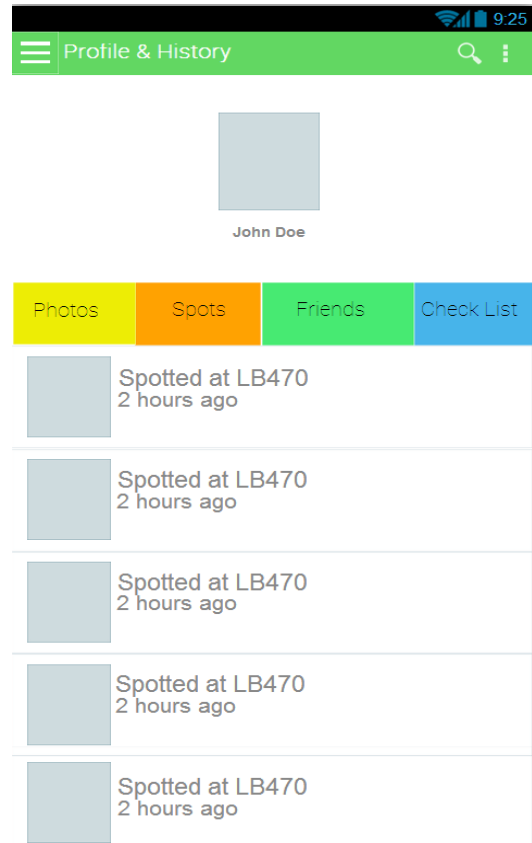 9:25
Profile & History
John Doe
Photos Spots Friends Check List
Spotted at LB470
2 hours ago
Spotted at LB470
2 hours ago
Spotted at LB470
2 hours ago
Spotted at LB470
2 hours ago
Spotted at LB470
2 hours ago